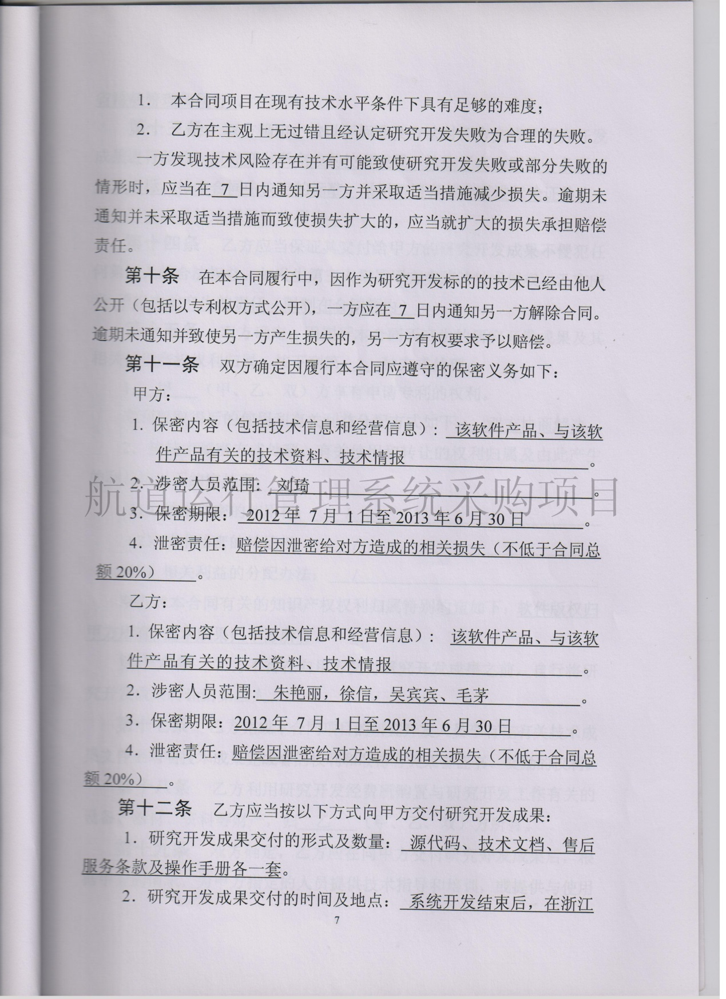 1. 本合同项目在现有技术水平条件下具有足够的难度；
2. 乙方在主观上无过错且经认定研究开发失败为合理的失败。
一方发现技术风险存在并有可能致使研究开发失败或部分失败的
情形时，应当在 7 日内通知另一方并采取适当措施减少损失。逾期未
通知并未采取适当措施而致使损失扩大的，应当就扩大的损失承担赔偿
责任。
第十条 在本合同履行中，因作为研究开发标的的技术已经由他人
公开（包括以专利权方式公开），一方应在 7 日内通知另一方解除合同。
逾期未通知并致使另一方产生损失的，另一方有权要求予以赔偿。
第十一条 双方确定因履行本合同应遵守的保密义务如下：
甲方：
1. 保密内容（包括技术信息和经营信息）： 该软件产品、与该软
件产品有关的技术资料、技术情报 。
航道运行管理系统采购项目
2. 涉密人员范围: 刘琦 。
3. 保密期限： 2012 年 7 月 1 日至 2013 年 6 月 30 日 。
4. 泄密责任：赔偿因泄密给对方造成的相关损失（不低于合同总
额 20%） 。
乙方：
1. 保密内容（包括技术信息和经营信息）： 该软件产品、与该软
件产品有关的技术资料、技术情报 。
2. 涉密人员范围: 朱艳丽，徐信，吴宾宾、毛茅 。
3. 保密期限：2012 年 7 月 1 日至 2013 年 6 月 30 日 。
4. 泄密责任：赔偿因泄密给对方造成的相关损失（不低于合同总
额 20%） 。
第十二条 乙方应当按以下方式向甲方交付研究开发成果：
1. 研究开发成果交付的形式及数量： 源代码、技术文档、售后
服务条款及操作手册各一套。
2. 研究开发成果交付的时间及地点： 系统开发结束后，在浙江
7